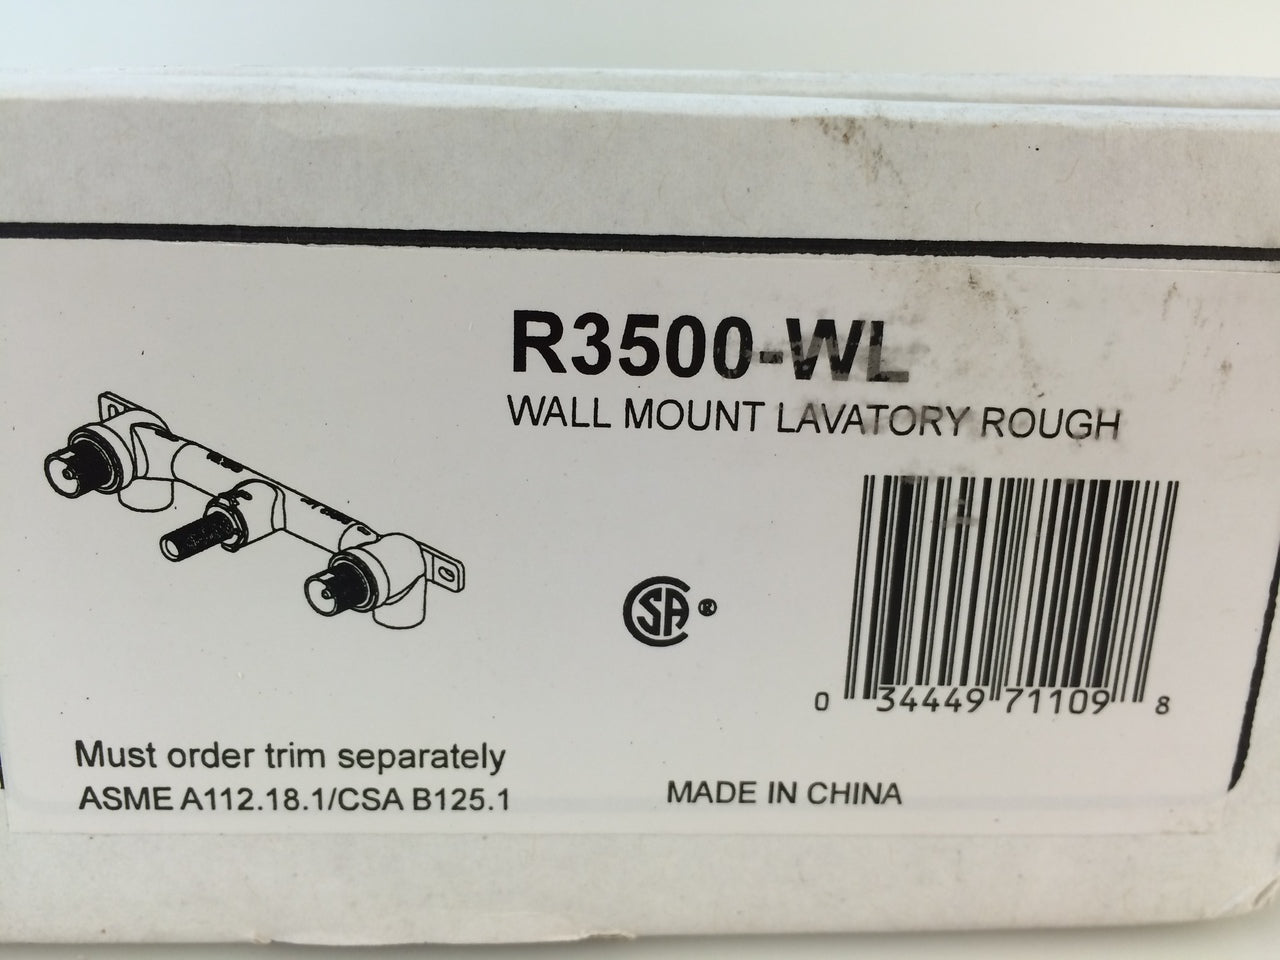 R3500-WL
WALL MOUNT LAVATORY ROUGH
CSA®
0 34449 71109 8
Must order trim separately
ASME A112.18.1/CSA B125.1
MADE IN CHINA